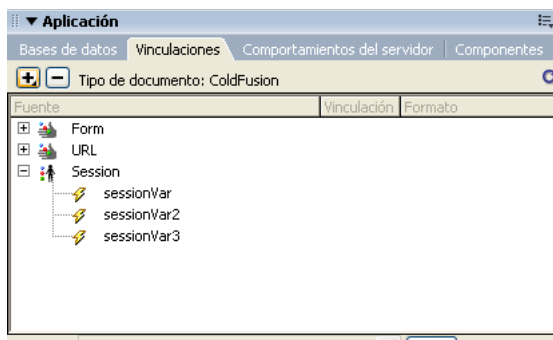 Aplicación
Bases de datos Vinculaciones Comportamientos del servidor Componentes
Tipo de documento: ColdFusion
Fuente Vinculación Formato
Form
URL
Session
sessionVar
sessionVar2
sessionVar3